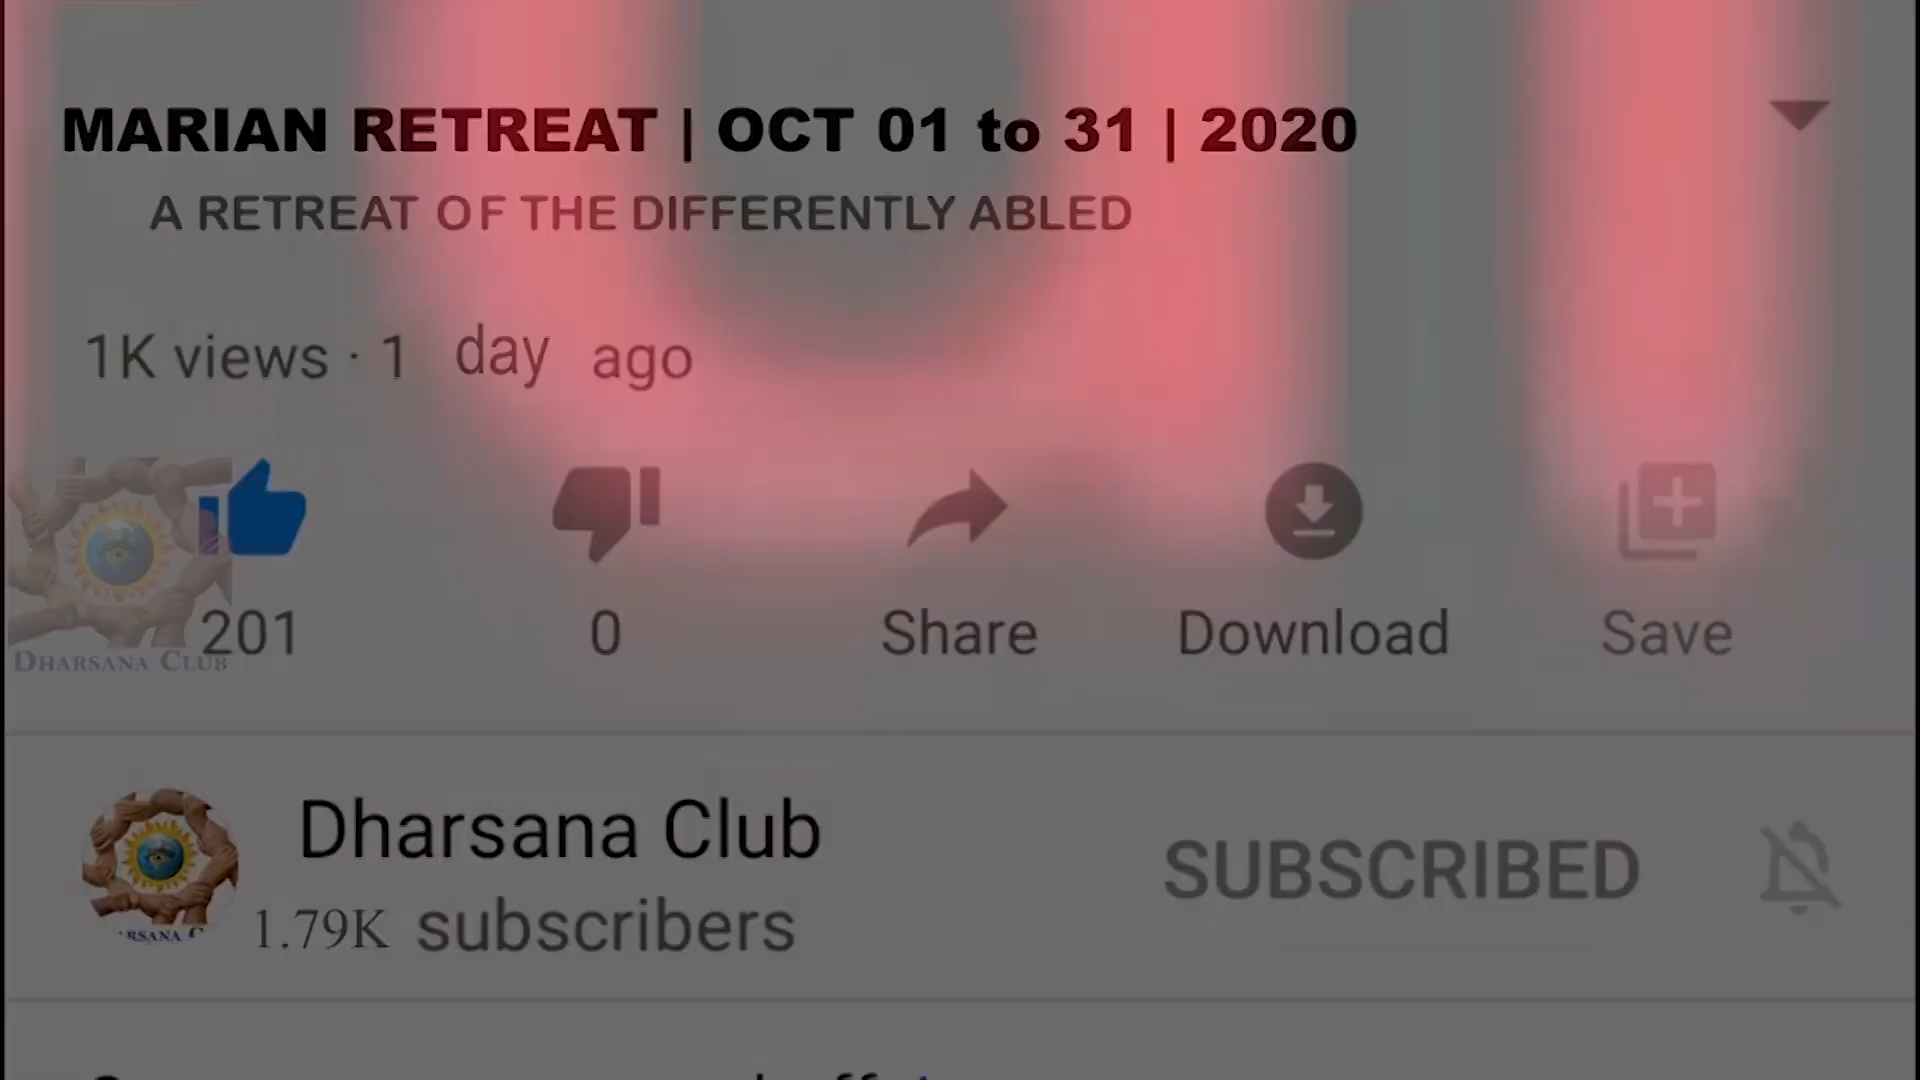 MARIAN RETREAT | OCT 01 to 31 | 2020
A RETREAT OF THE DIFFERENTLY ABLED
1K views · 1 day ago
201 0 Share Download Save
DHARSANA CLUB
Dharsana Club SUBSCRIBED
1.79K subscribers